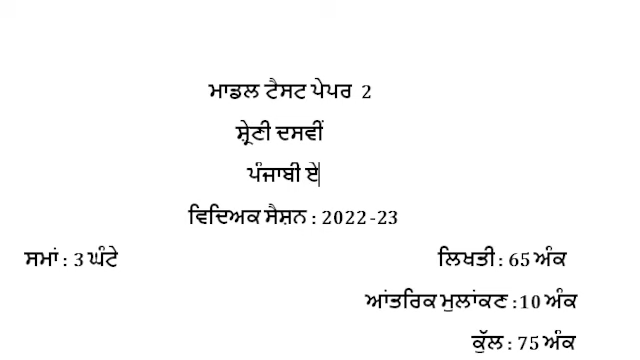 ਮਾਡਲ ਟੈਸਟ ਪੇਪਰ 2
ਸ਼੍ਰੇਣੀ ਦਸਵੀਂ
ਪੰਜਾਬੀ ਏ
ਵਿਦਿਅਕ ਸੈਸ਼ਨ : 2022-23
ਸਮਾਂ : 3 ਘੰਟੇ ਲਿਖਤੀ : 65 ਅੰਕ
ਆਂਤਰਿਕ ਮੁਲਾਂਕਣ :10 ਅੰਕ
ਕੁੱਲ : 75 ਅੰਕ